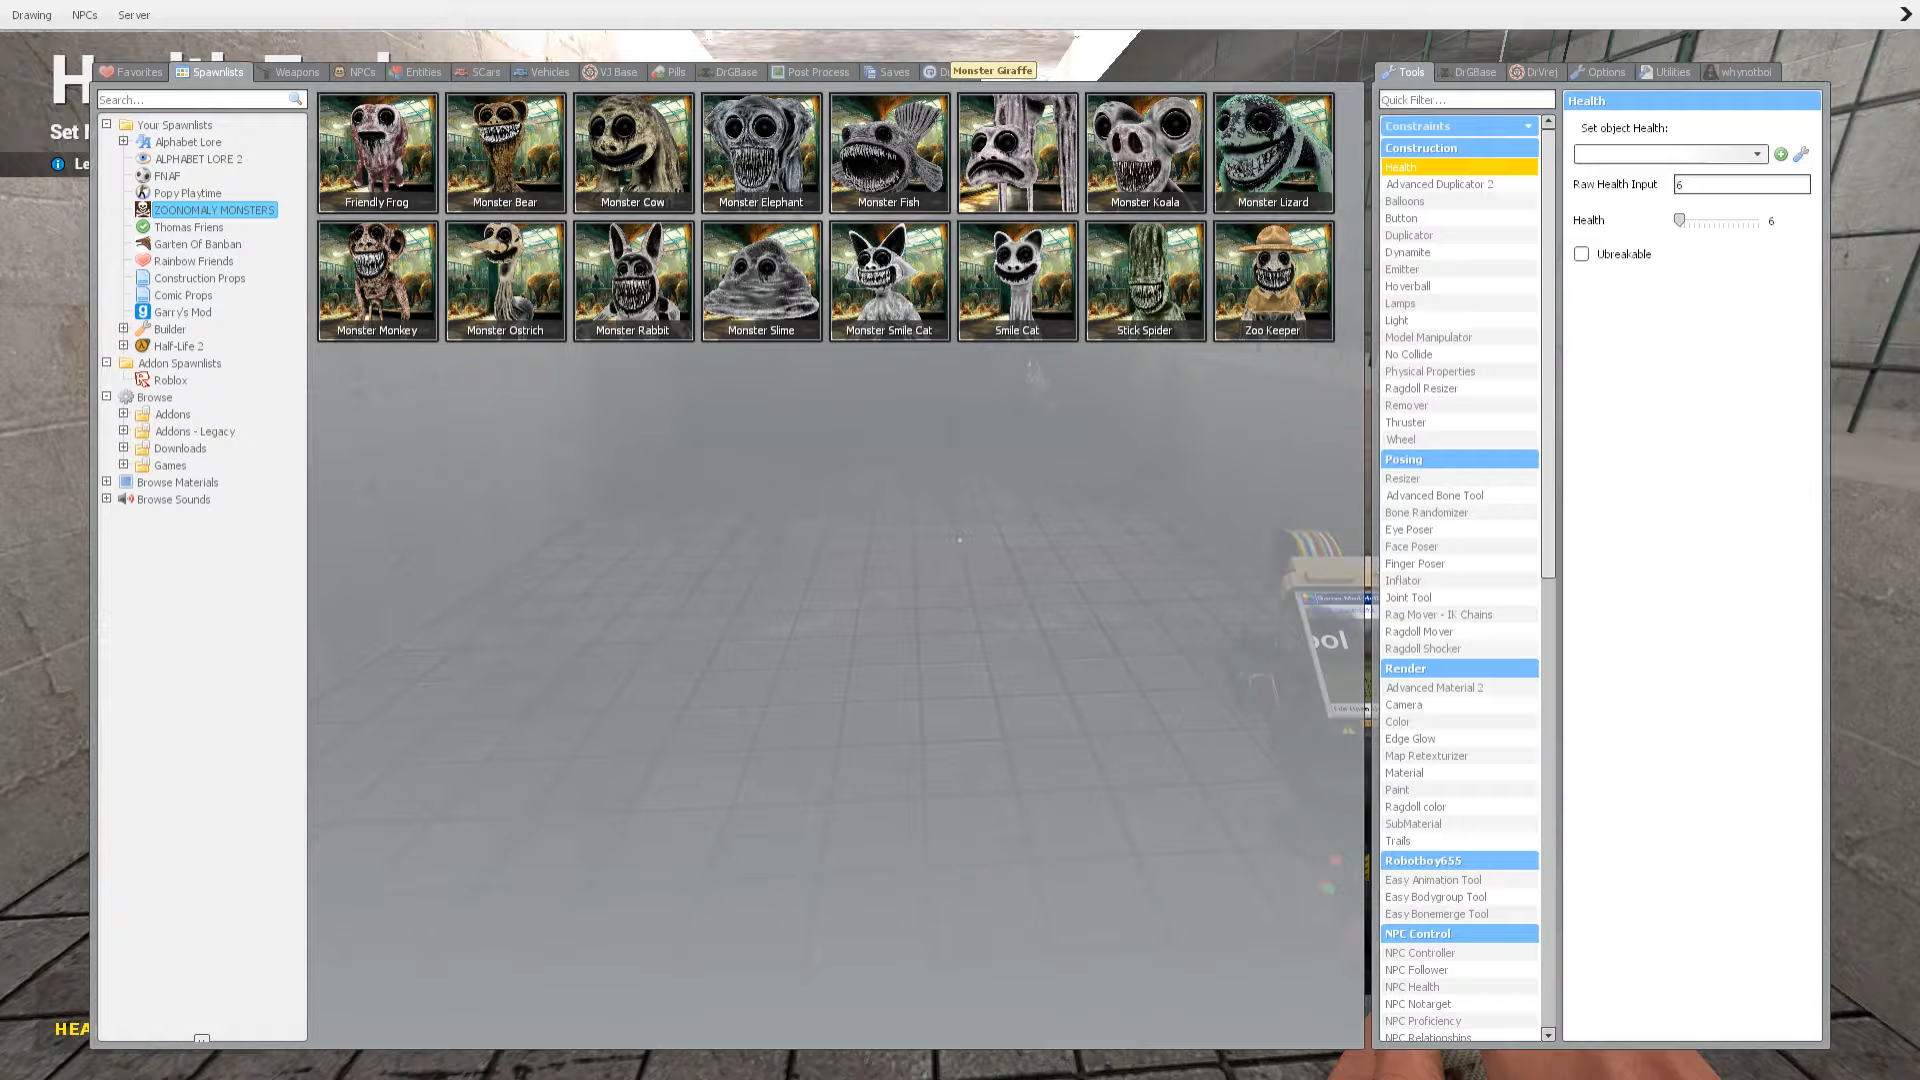 Drawing NPCs Server
Favorites Spawnlists Weapons NPCs Entities SCars Vehicles VJ Base Pills DrGBase Post Process Saves Du
Monster Giraffe
Search...
Your Spawnlists
Alphabet Lore
ALPHABET LORE 2
FNAF
Popy Playtime
ZOONOMALY MONSTERS
Thomas Friens
Garten Of Banban
Rainbow Friends
Construction Props
Comic Props
Garry's Mod
Builder
Half-Life 2
Addon Spawnlists
Roblox
Browse
Addons
Addons - Legacy
Downloads
Games
Browse Materials
Browse Sounds
Friendly Frog
Monster Bear
Monster Cow
Monster Elephant
Monster Fish
Monster Koala
Monster Lizard
Monster Monkey
Monster Ostrich
Monster Rabbit
Monster Slime
Monster Smile Cat
Smile Cat
Stick Spider
Zoo Keeper
Tools DrGBase DrVrej Options Utilities whynotboi
Quick Filter...
Constraints
Construction
Health
Advanced Duplicator 2
Balloons
Button
Duplicator
Dynamite
Emitter
Hoverball
Lamps
Light
Model Manipulator
No Collide
Physical Properties
Ragdoll Resizer
Remover
Thruster
Wheel
Posing
Resizer
Advanced Bone Tool
Bone Randomizer
Eye Poser
Face Poser
Finger Poser
Inflator
Joint Tool
Rag Mover - IK Chains
Ragdoll Mover
Ragdoll Shocker
Render
Advanced Material 2
Camera
Color
Edge Glow
Map Retexturizer
Material
Paint
Ragdoll color
SubMaterial
Trails
Robotboy655
Easy Animation Tool
Easy Bodygroup Tool
Easy Bonemerge Tool
NPC Control
NPC Controller
NPC Follower
NPC Health
NPC Notarget
NPC Proficiency
NPC Relationships
Health
Set object Health:
Raw Health Input 6
Health 6
Ubreakable
H
Set
Le
HEA
ool